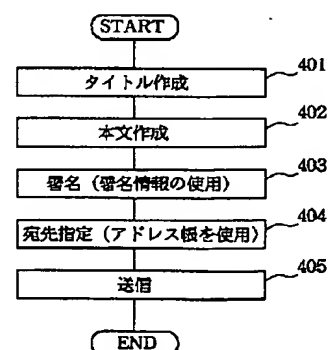 START
タイトル作成 401
本文作成 402
署名（署名情報の使用） 403
宛先指定（アドレス帳を使用） 404
送信 405
END